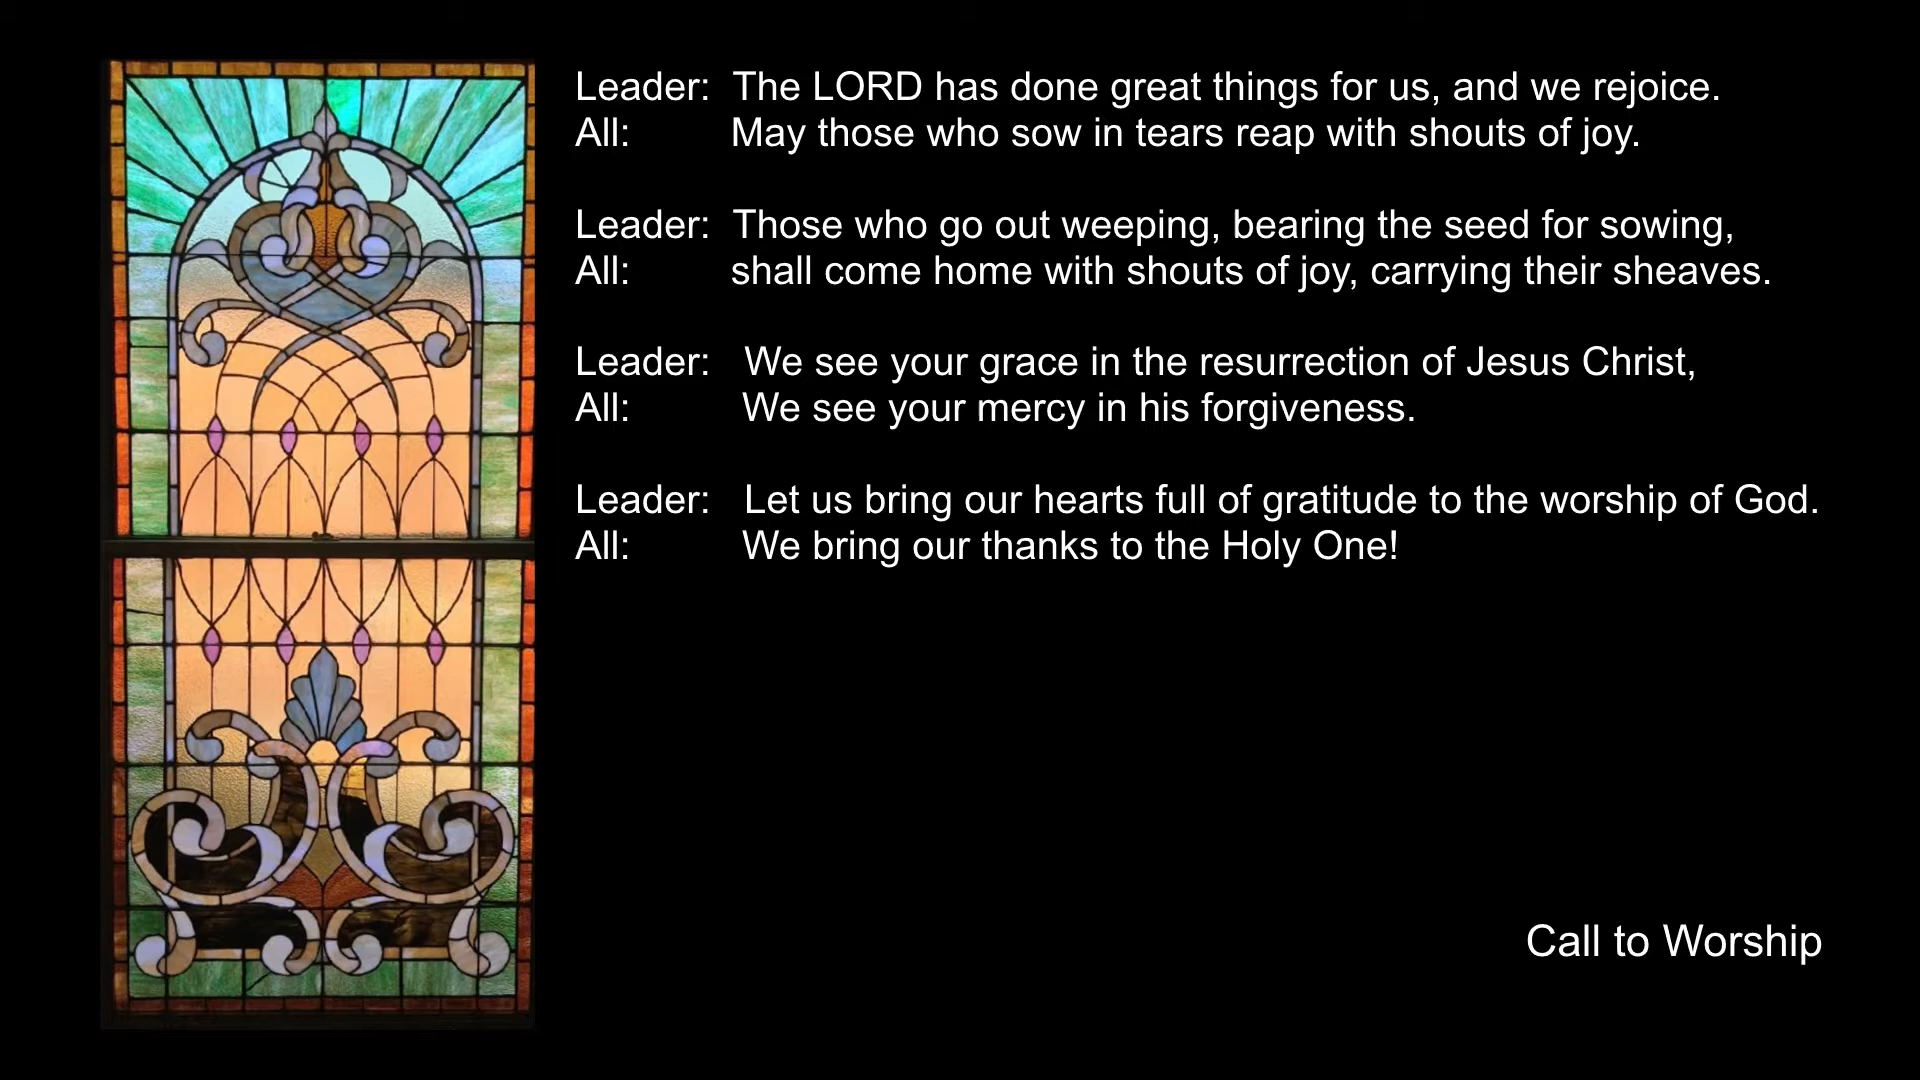 Leader: The LORD has done great things for us, and we rejoice.
All: May those who sow in tears reap with shouts of joy.
Leader: Those who go out weeping, bearing the seed for sowing,
All: shall come home with shouts of joy, carrying their sheaves.
Leader: We see your grace in the resurrection of Jesus Christ,
All: We see your mercy in his forgiveness.
Leader: Let us bring our hearts full of gratitude to the worship of God.
All: We bring our thanks to the Holy One!
Call to Worship